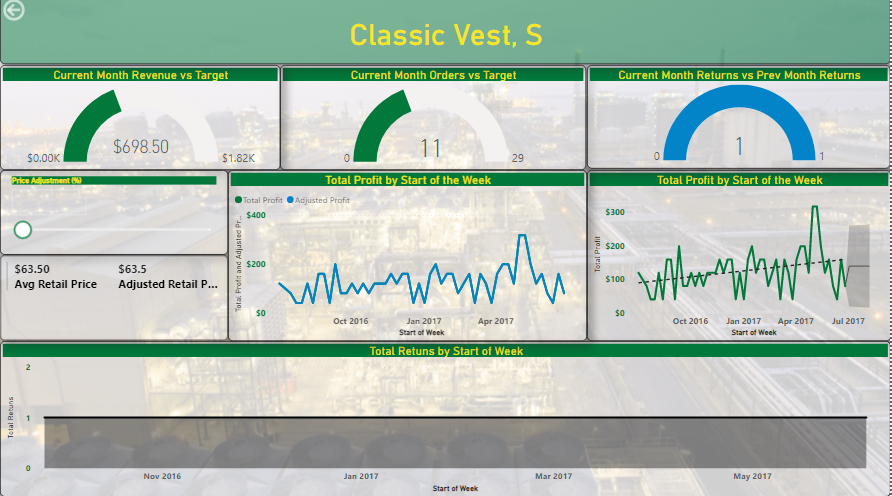 Classic Vest, S
Current Month Revenue vs Target
$698.50
$0.00K
$1.82K
Current Month Orders vs Target
11
0
29
Current Month Returns vs Prev Month Returns
1
0
1
Price Adjustment (%)
$63.50
Avg Retail Price
$63.5
Adjusted Retail P...
Total Profit by Start of the Week
Total Profit
Adjusted Profit
Total Profit and Adjusted Pr...
$400
$200
$0
Oct 2016
Jan 2017
Apr 2017
Start of Week
Total Profit by Start of the Week
Total Profit
$300
$200
$100
$0
Oct 2016
Jan 2017
Apr 2017
Jul 2017
Start of Week
Total Retuns by Start of Week
Total Retuns
2
1
0
Nov 2016
Jan 2017
Mar 2017
May 2017
Start of Week